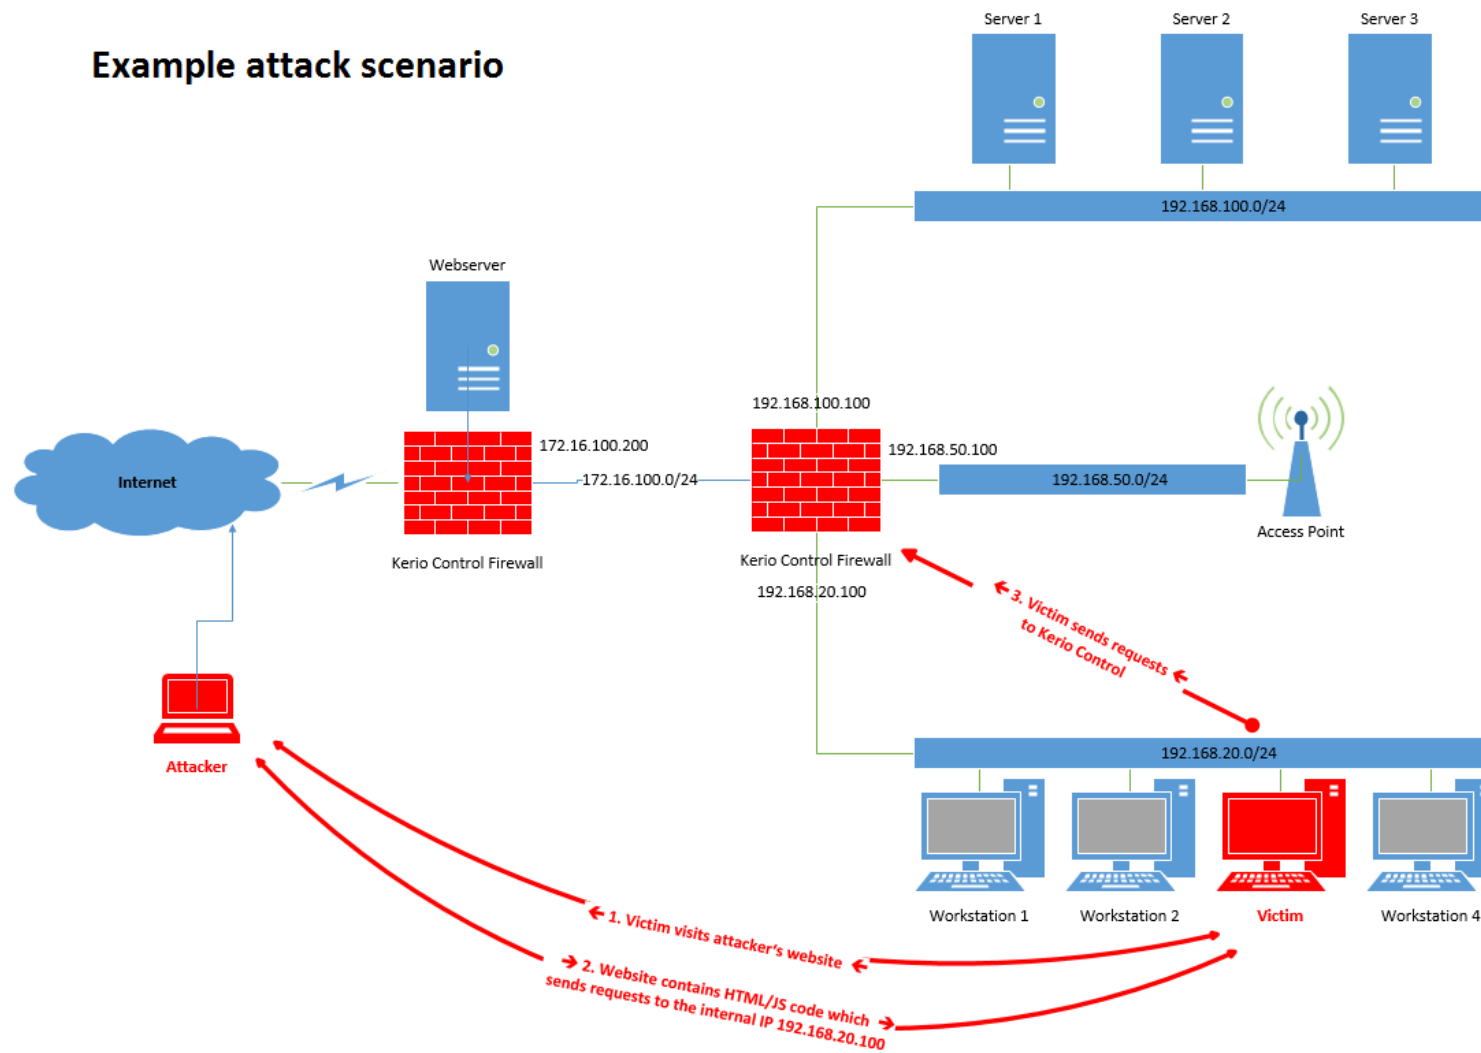 Example attack scenario
Server 1
Server 2
Server 3
192.168.100.0/24
Webserver
192.168.100.100
172.16.100.200
192.168.50.100
Internet
172.16.100.0/24
192.168.50.0/24
Access Point
Kerio Control Firewall
Kerio Control Firewall
192.168.20.100
3. Victim sends requests
to Kerio Control
192.168.20.0/24
Attacker
Workstation 1
Workstation 2
Victim
Workstation 4
1. Victim visits attacker's website
2. Website contains HTML/JS code which
sends requests to the internal IP 192.168.20.100